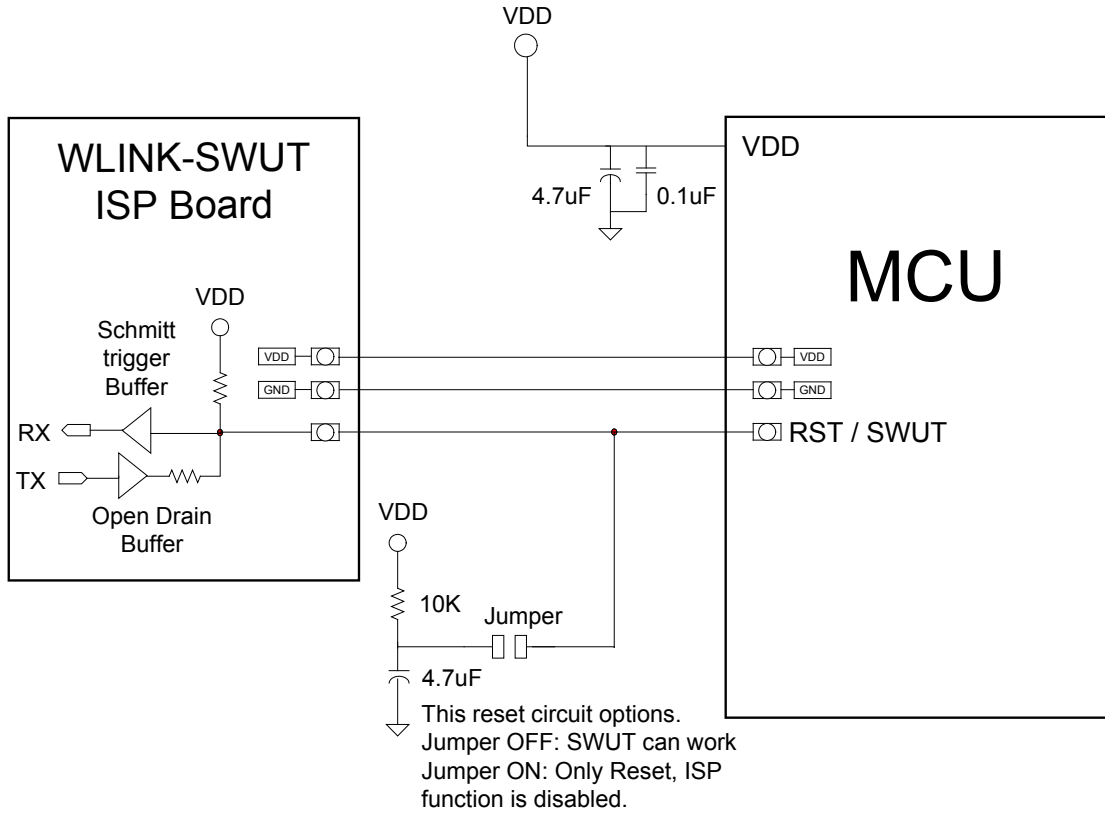 VDD
WLINK-SWUT
ISP Board
VDD
4.7uF
0.1uF
MCU
VDD
Schmitt
trigger
Buffer
VDD
VDD
GND
GND
RX
RST / SWUT
TX
Open Drain
Buffer
VDD
10K
Jumper
4.7uF
This reset circuit options.
Jumper OFF: SWUT can work
Jumper ON: Only Reset, ISP
function is disabled.